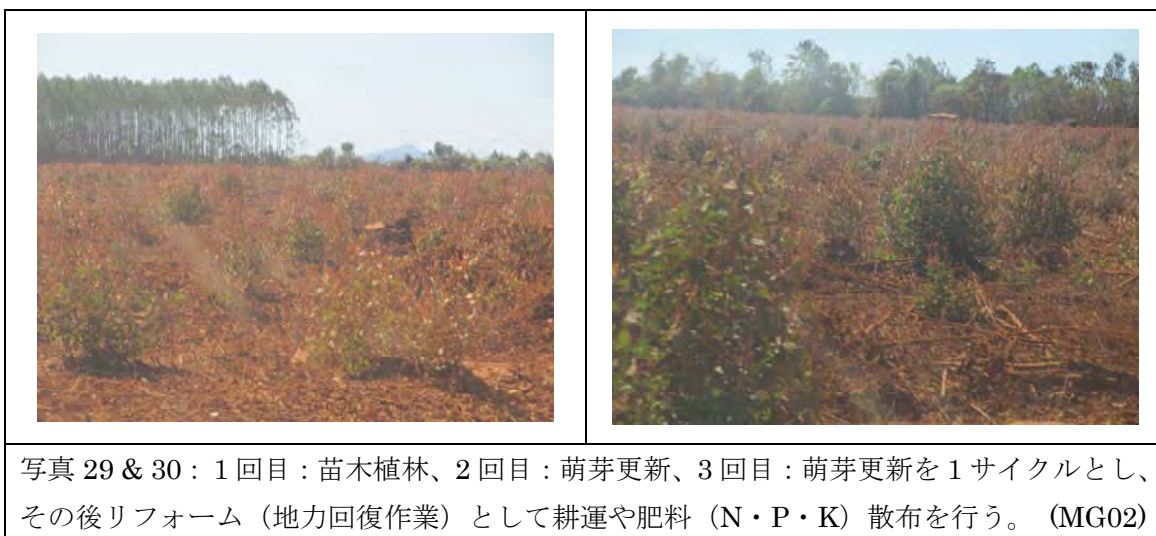 写真 29 & 30：1回目：苗木植林、2回目：萌芽更新、3回目：萌芽更新を1サイクルとし、
その後リフォーム（地力回復作業）として耕運や肥料（N・P・K）散布を行う。 (MG02)